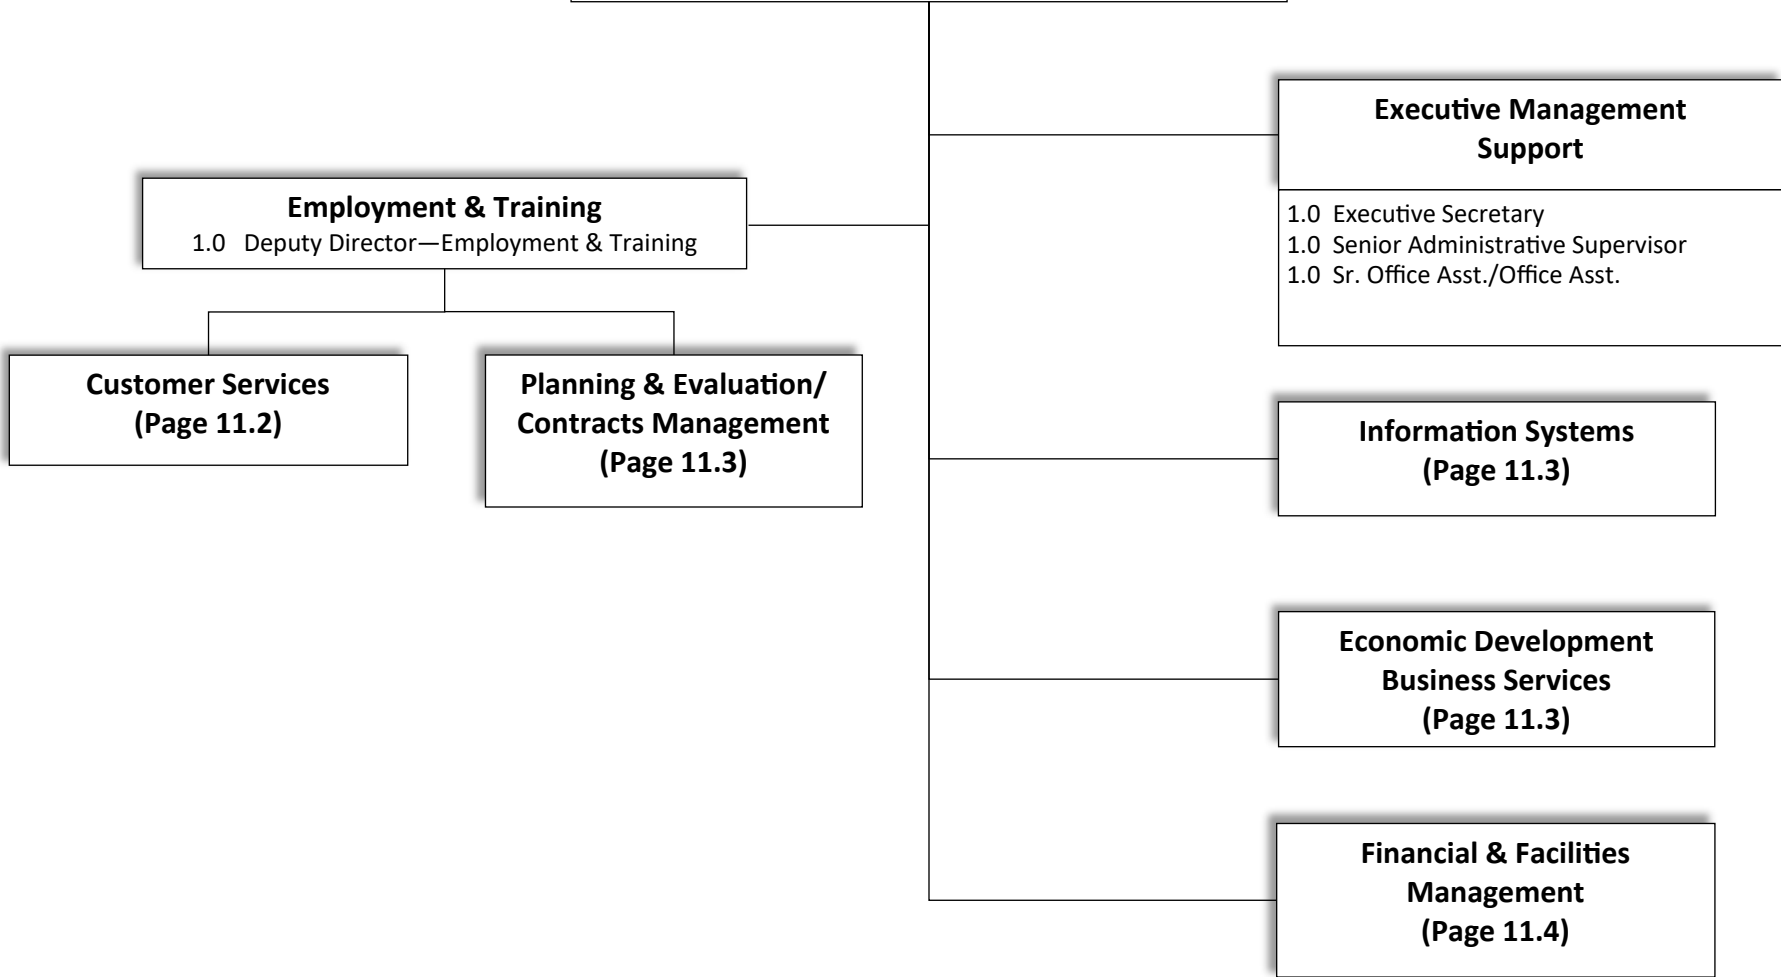 Executive Management
Support
1.0 Executive Secretary
1.0 Senior Administrative Supervisor
1.0 Sr. Office Asst./Office Asst.
Employment & Training
1.0 Deputy Director—Employment & Training
Customer Services
(Page 11.2)
Planning & Evaluation/
Contracts Management
(Page 11.3)
Information Systems
(Page 11.3)
Economic Development
Business Services
(Page 11.3)
Financial & Facilities
Management
(Page 11.4)